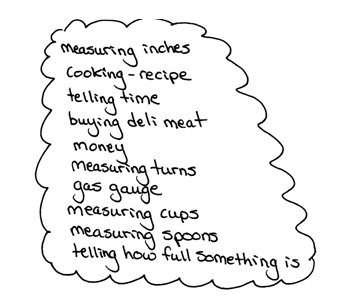 measuring inches
cooking - recipe
telling time
buying deli meat
money
measuring turns
gas gauge
measuring cups
measuring spoons
telling how full something is